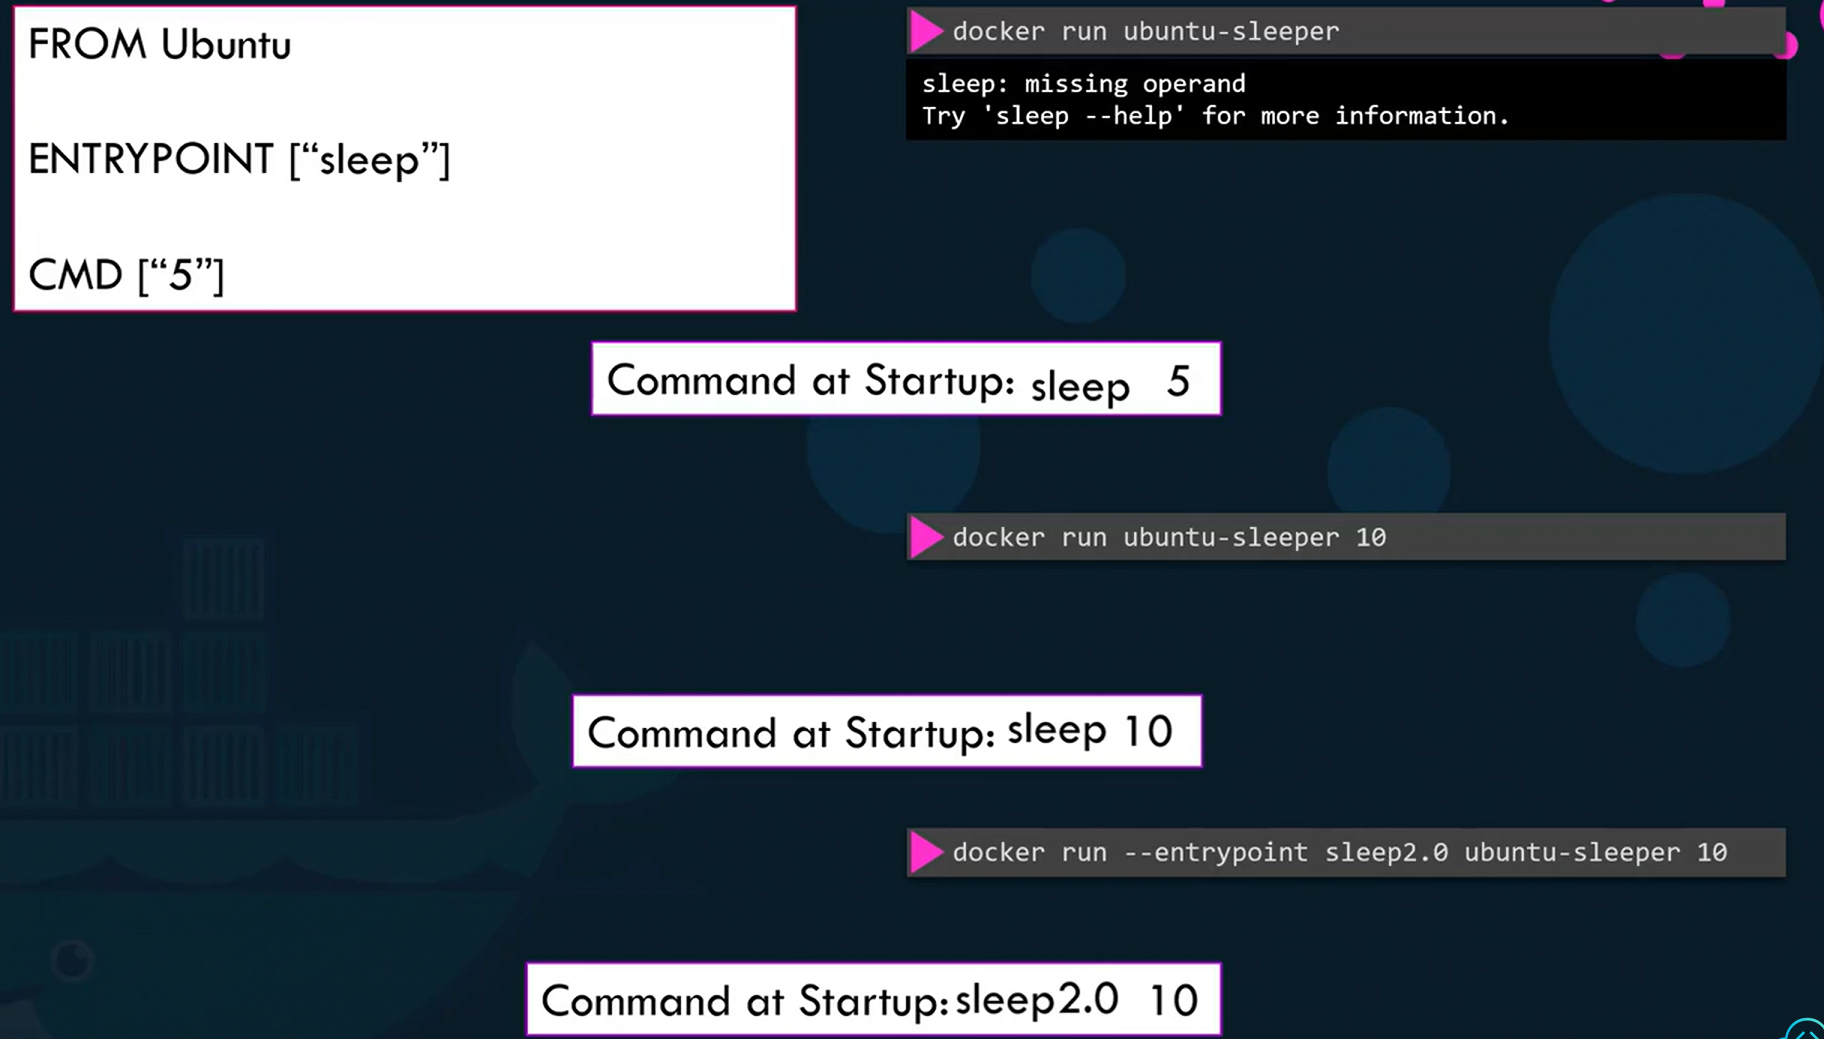 FROM Ubuntu
ENTRYPOINT [“sleep”]
CMD [“5”]
docker run ubuntu-sleeper
sleep: missing operand
Try 'sleep --help' for more information.
Command at Startup: sleep 5
docker run ubuntu-sleeper 10
Command at Startup: sleep 10
docker run --entrypoint sleep2.0 ubuntu-sleeper 10
Command at Startup: sleep2.0 10